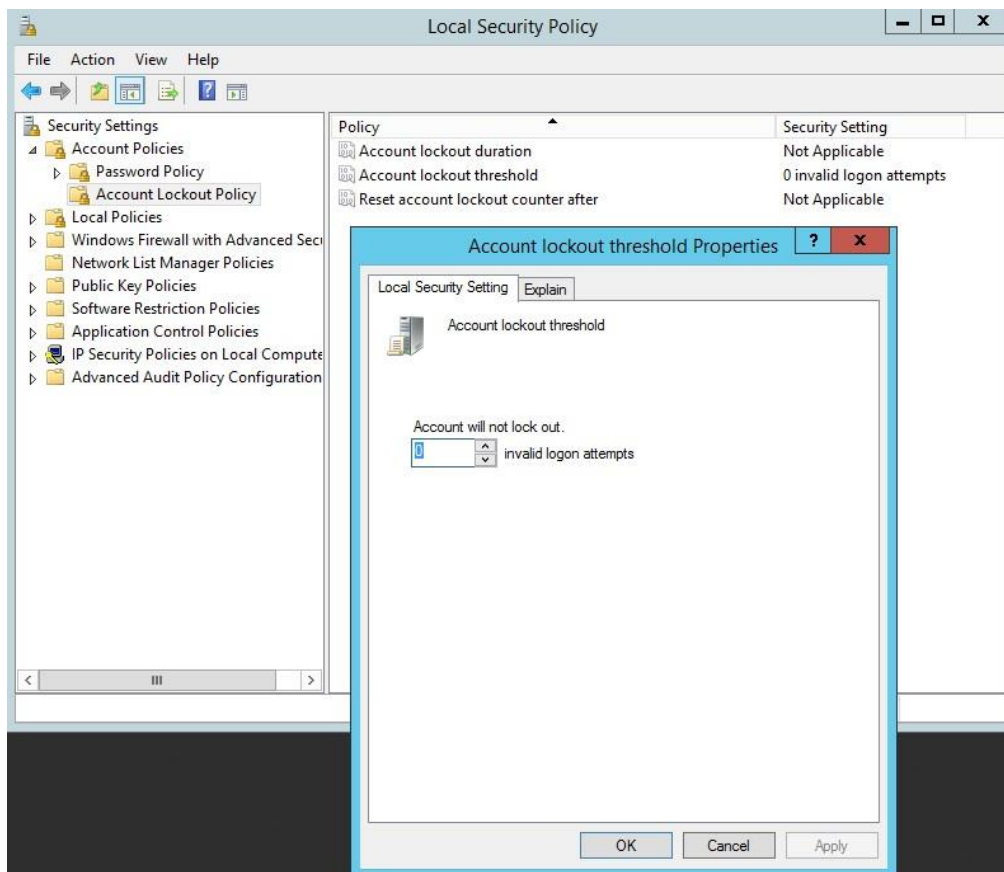 Local Security Policy
File Action View Help
Security Settings
Account Policies
Password Policy
Account Lockout Policy
Local Policies
Windows Firewall with Advanced Secu
Network List Manager Policies
Public Key Policies
Software Restriction Policies
Application Control Policies
IP Security Policies on Local Compute
Advanced Audit Policy Configuration
Policy Security Setting
Account lockout duration Not Applicable
Account lockout threshold 0 invalid logon attempts
Reset account lockout counter after Not Applicable
Account lockout threshold Properties
Local Security Setting Explain
Account lockout threshold
Account will not lock out.
0 invalid logon attempts
OK Cancel Apply